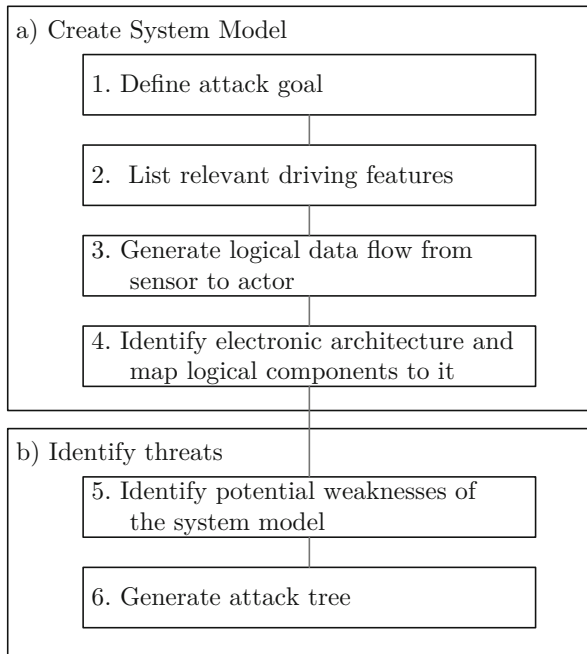 a) Create System Model
1. Define attack goal
2. List relevant driving features
3. Generate logical data flow from
sensor to actor
4. Identify electronic architecture and
map logical components to it
b) Identify threats
5. Identify potential weaknesses of
the system model
6. Generate attack tree